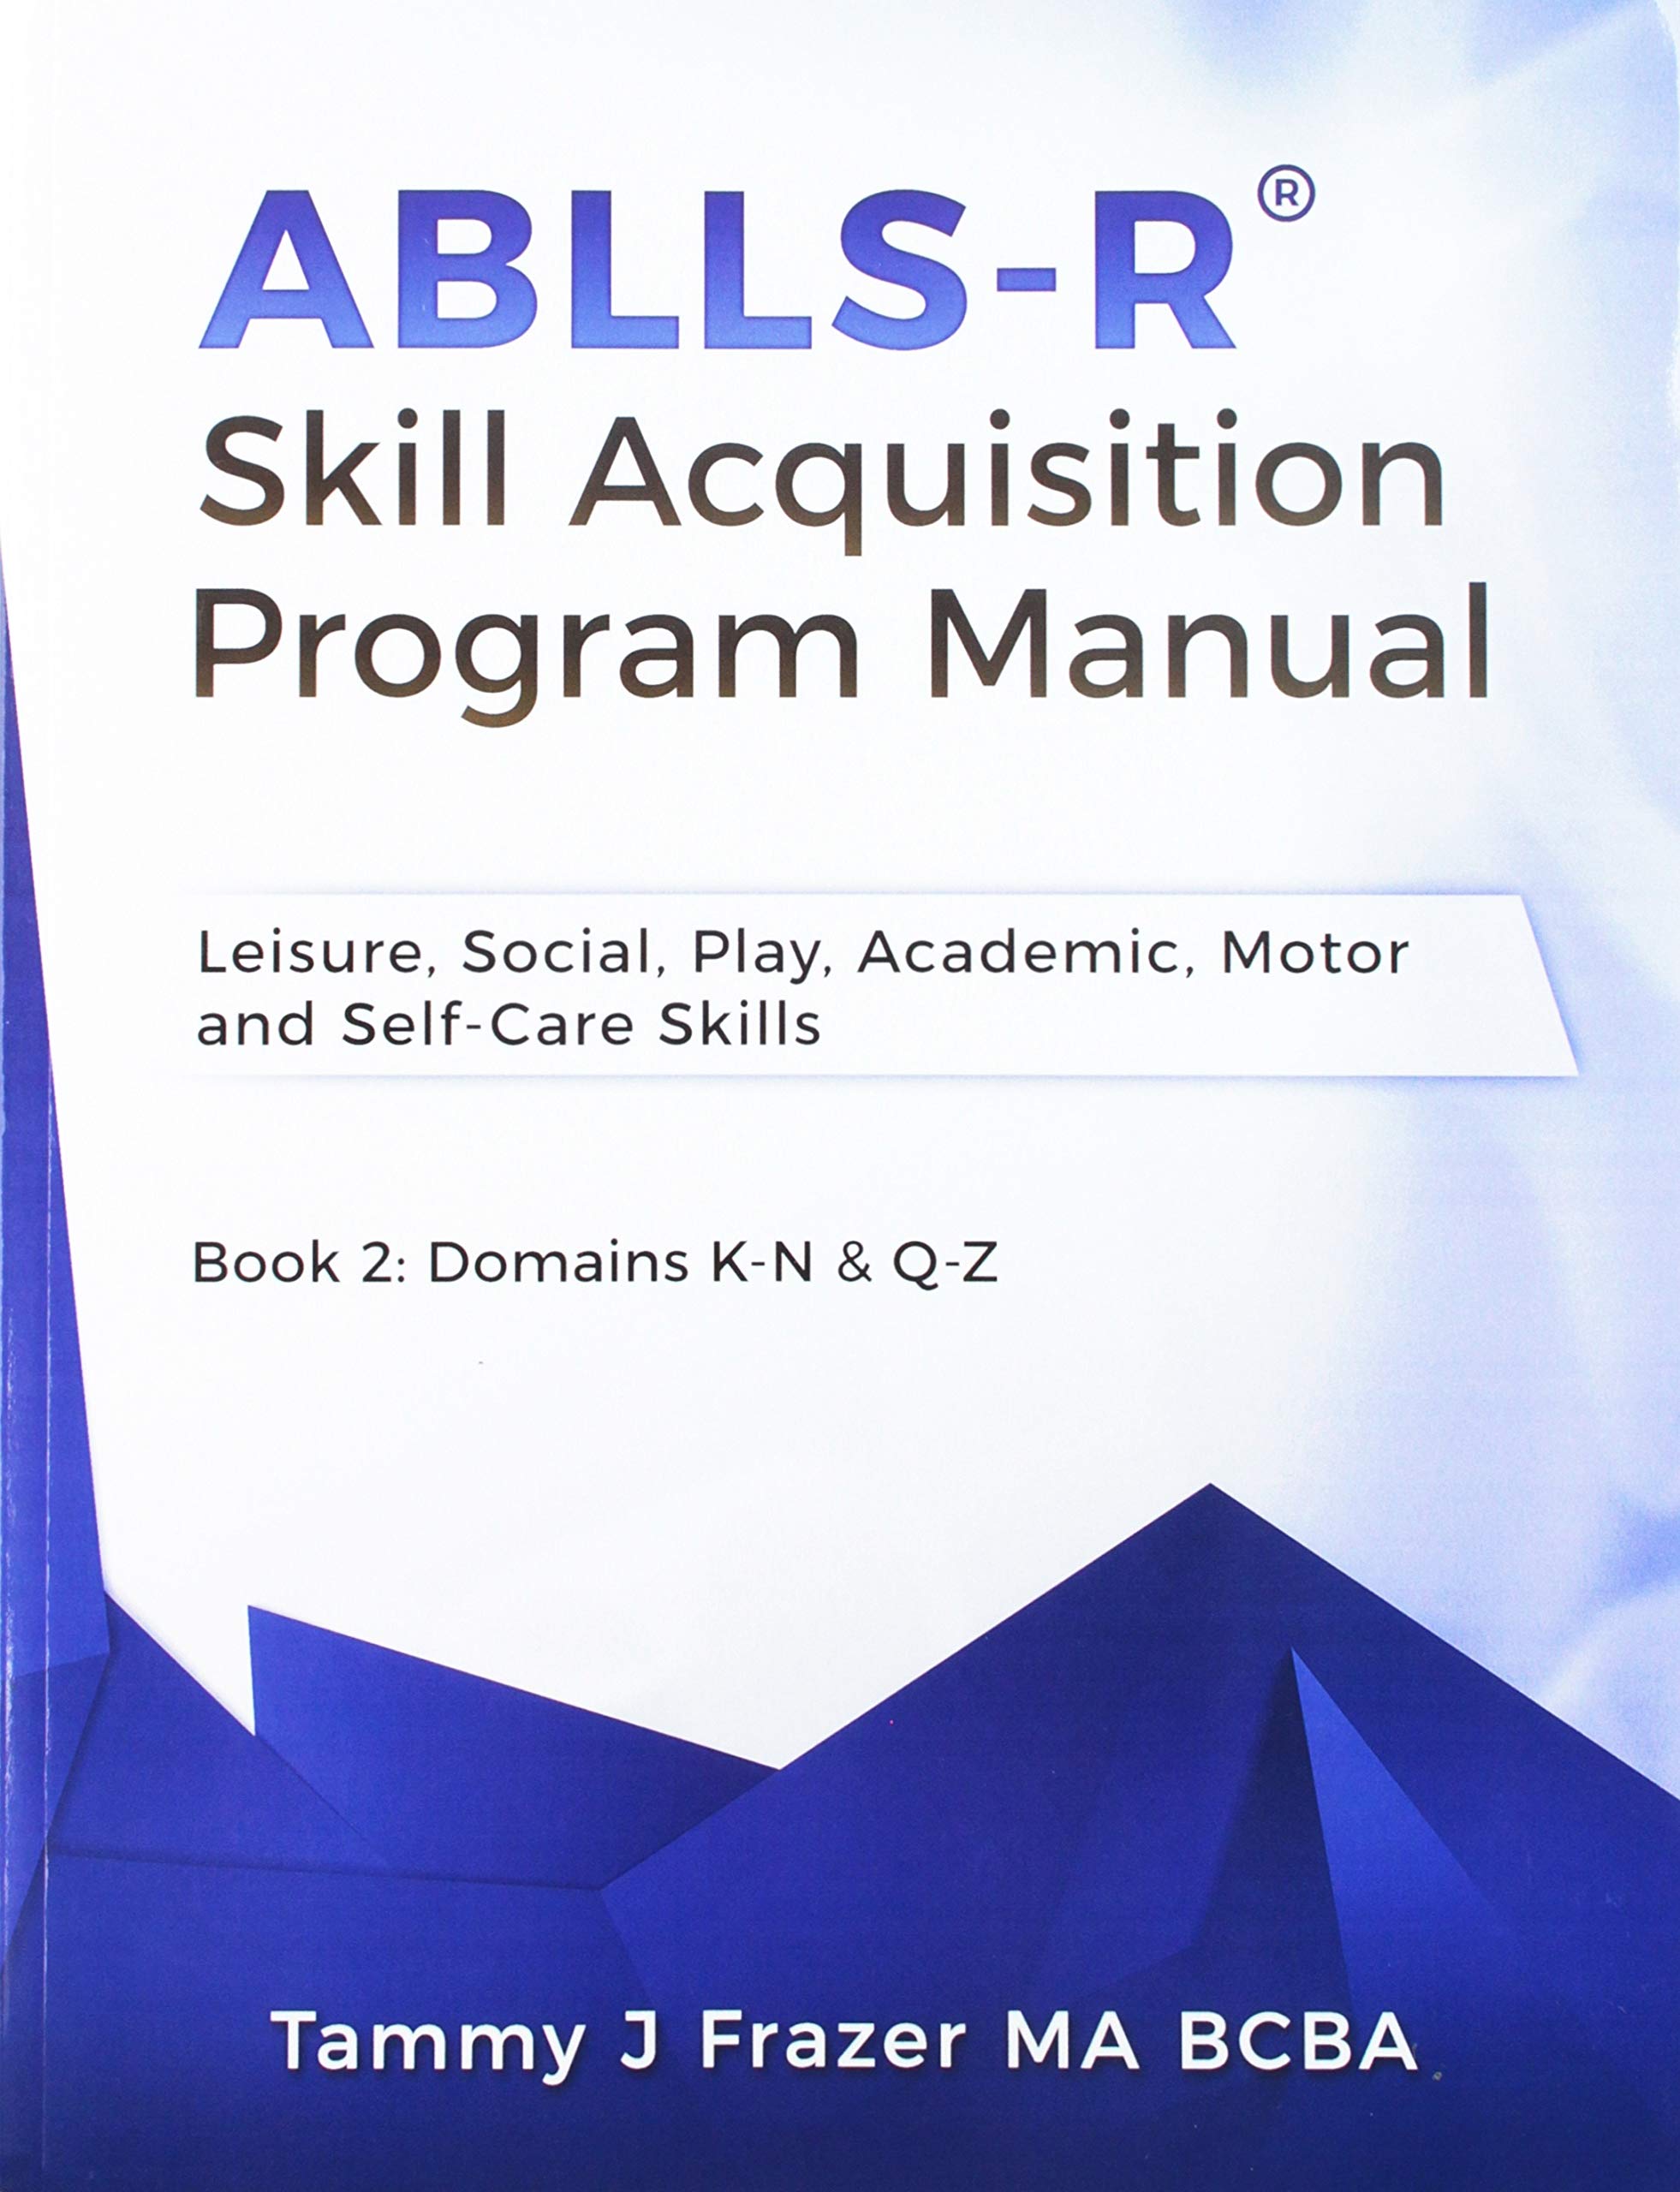 ABLLS-R®
Skill Acquisition
Program Manual
Leisure, Social, Play, Academic, Motor
and Self-Care Skills
Book 2: Domains K-N & Q-Z
Tammy J Frazer MA BCBA